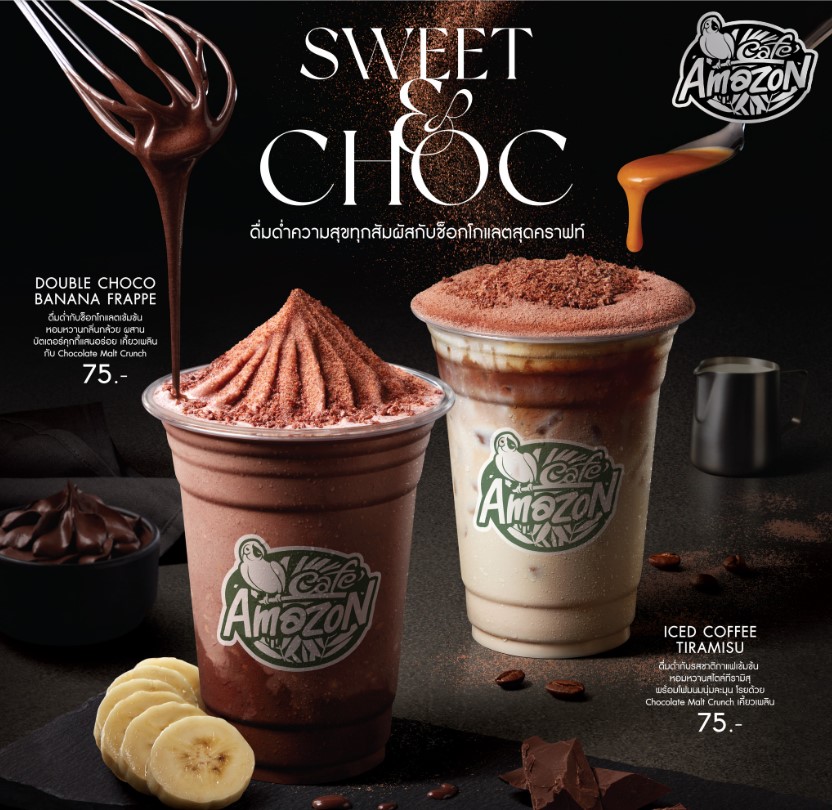 SWEET
&
CHOC
Café
Amazon
ดื่มด่ำความสุขทุกสัมผัสกับช็อกโกแลตสุดคราฟท์
DOUBLE CHOCO
BANANA FRAPPE
ดื่มด่ำกับช็อกโกแลตเข้มข้น
หอมหวานกลิ่นกล้วย ผสาน
บัตเตอร์คุกกี้แสนอร่อย เคี้ยวเพลิน
กับ Chocolate Malt Crunch
75.-
Café
Amazon
Café
Amazon
ICED COFFEE
TIRAMISU
ดื่มด่ำกับรสชาติกาแฟเข้มข้น
หอมหวานสไตล์ทีรามิสุ
พร้อมโฟมนมนุ่มละมุน โรยด้วย
Chocolate Malt Crunch เคี้ยวเพลิน
75.-